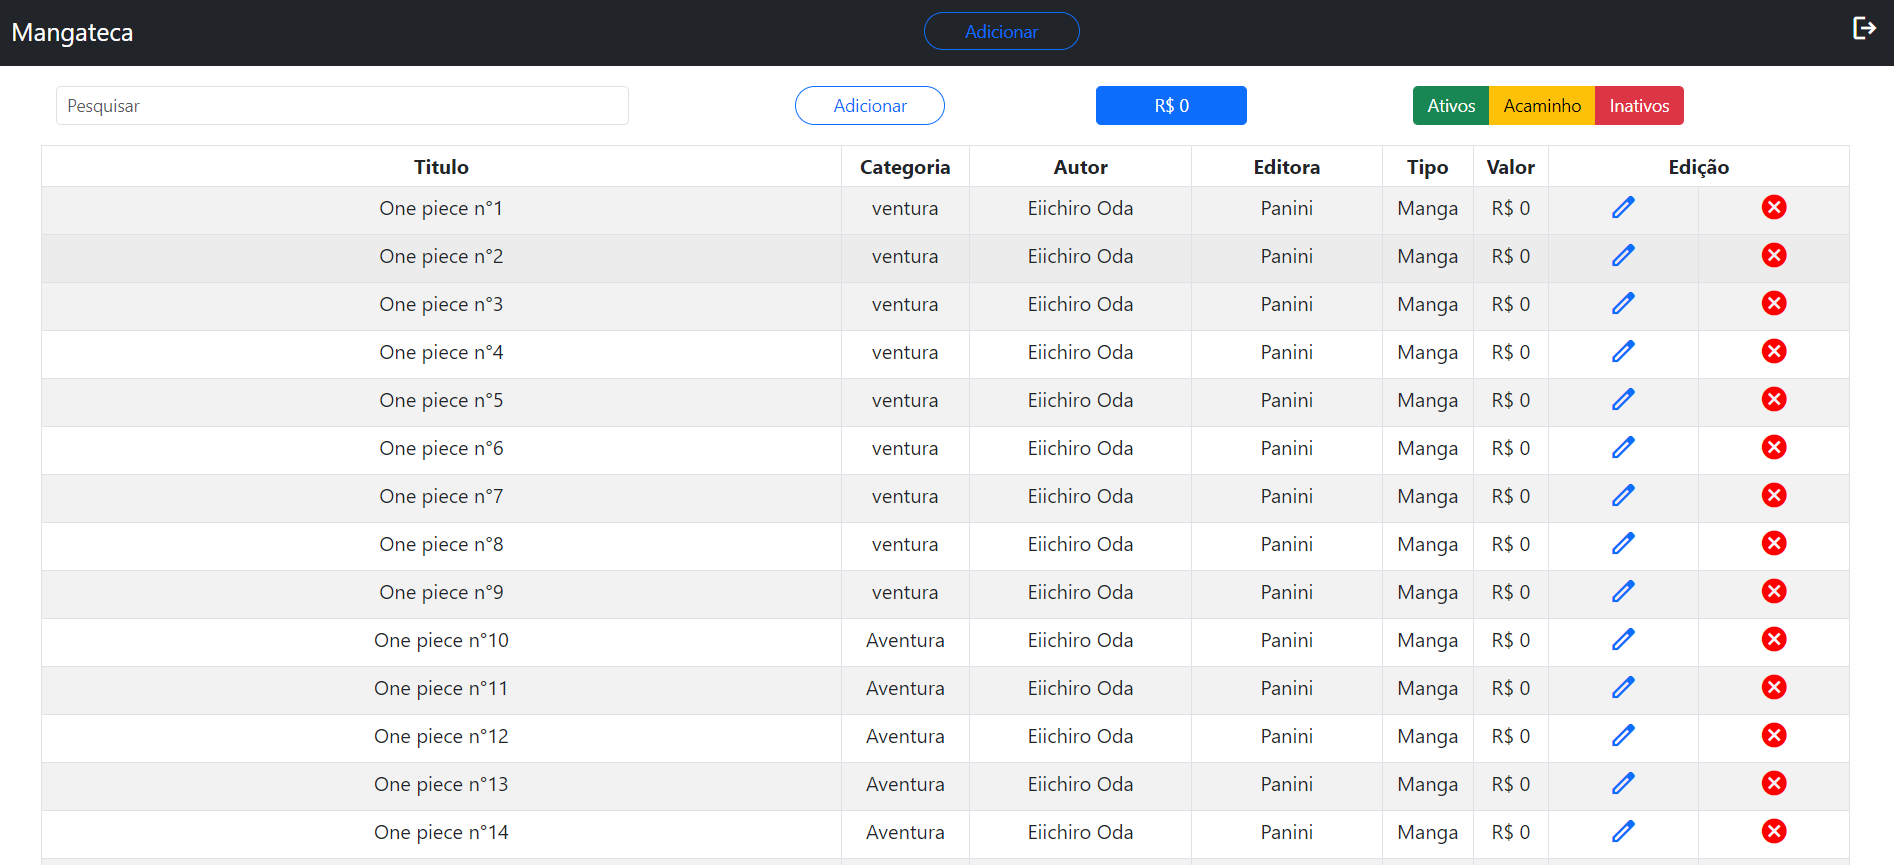 Mangateca Adicionar
Pesquisar Adicionar R$ 0 Ativos Acaminho Inativos
Titulo Categoria Autor Editora Tipo Valor Edição
One piece n°1 ventura Eiichiro Oda Panini Manga R$ 0
One piece n°2 ventura Eiichiro Oda Panini Manga R$ 0
One piece n°3 ventura Eiichiro Oda Panini Manga R$ 0
One piece n°4 ventura Eiichiro Oda Panini Manga R$ 0
One piece n°5 ventura Eiichiro Oda Panini Manga R$ 0
One piece n°6 ventura Eiichiro Oda Panini Manga R$ 0
One piece n°7 ventura Eiichiro Oda Panini Manga R$ 0
One piece n°8 ventura Eiichiro Oda Panini Manga R$ 0
One piece n°9 ventura Eiichiro Oda Panini Manga R$ 0
One piece n°10 Aventura Eiichiro Oda Panini Manga R$ 0
One piece n°11 Aventura Eiichiro Oda Panini Manga R$ 0
One piece n°12 Aventura Eiichiro Oda Panini Manga R$ 0
One piece n°13 Aventura Eiichiro Oda Panini Manga R$ 0
One piece n°14 Aventura Eiichiro Oda Panini Manga R$ 0